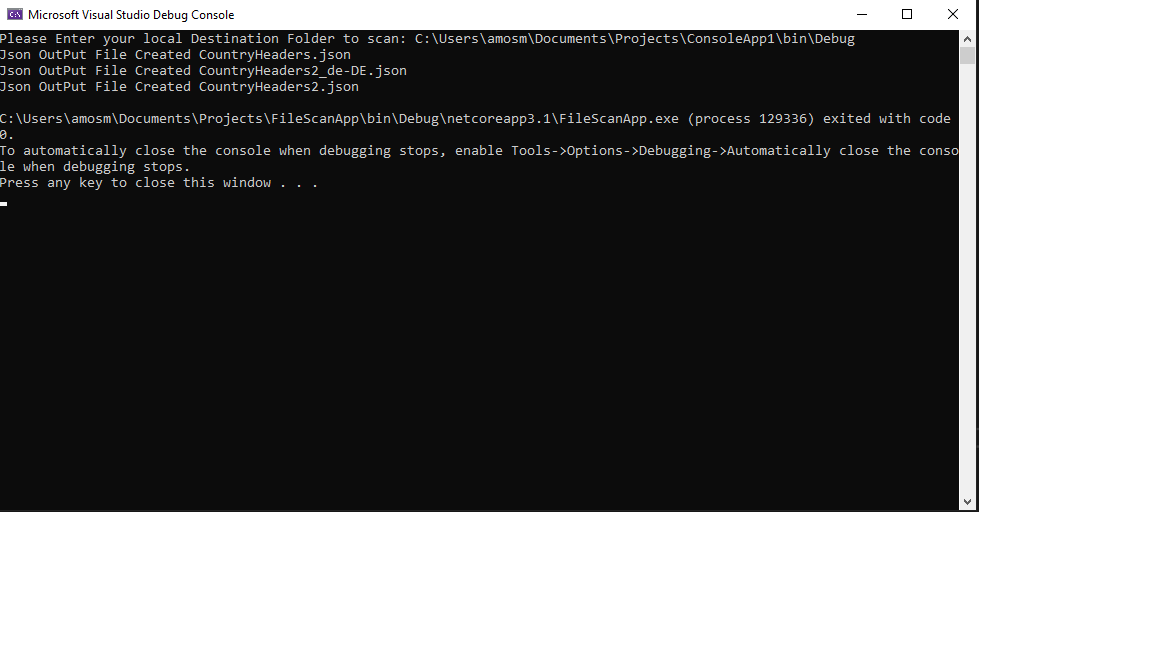 Microsoft Visual Studio Debug Console
Please Enter your local Destination Folder to scan: C:\Users\amosm\Documents\Projects\ConsoleApp1\bin\Debug
Json OutPut File Created CountryHeaders.json
Json OutPut File Created CountryHeaders2_de-DE.json
Json OutPut File Created CountryHeaders2.json
C:\Users\amosm\Documents\Projects\FileScanApp\bin\Debug\netcoreapp3.1\FileScanApp.exe (process 129336) exited with code
0.
To automatically close the console when debugging stops, enable Tools->Options->Debugging->Automatically close the conso
le when debugging stops.
Press any key to close this window . . .